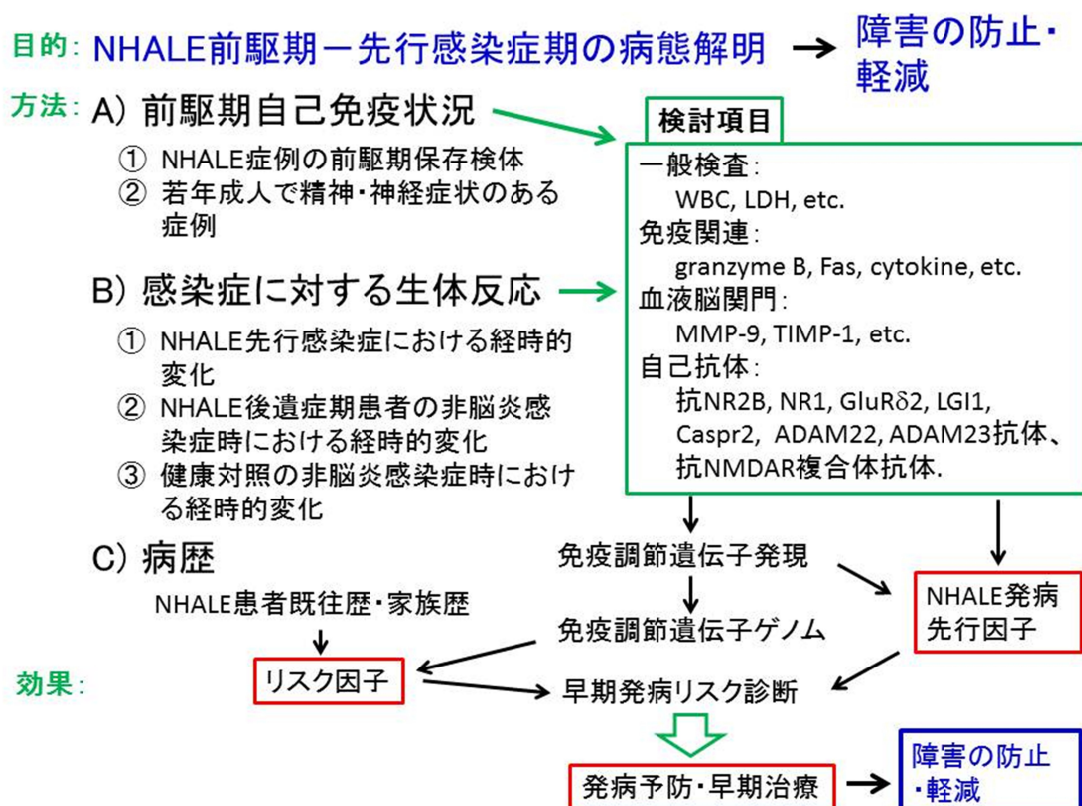 目的: NHALE前駆期－先行感染症期の病態解明 → 障害の防止・
軽減
方法: A) 前駆期自己免疫状況
① NHALE症例の前駆期保存検体
② 若年成人で精神・神経症状のある
症例
B) 感染症に対する生体反応
① NHALE先行感染症における経時的
変化
② NHALE後遺症期患者の非脳炎感
染症時における経時的変化
③ 健康対照の非脳炎感染症時におけ
る経時的変化
検討項目
一般検査:
WBC, LDH, etc.
免疫関連:
granzyme B, Fas, cytokine, etc.
血液脳関門:
MMP-9, TIMP-1, etc.
自己抗体:
抗NR2B, NR1, GluRδ2, LGI1,
Caspr2, ADAM22, ADAM23抗体、
抗NMDAR複合体抗体.
C) 病歴
NHALE患者既往歴・家族歴
免疫調節遺伝子発現
免疫調節遺伝子ゲノム
NHALE発病
先行因子
効果:
リスク因子
早期発病リスク診断
発病予防・早期治療
障害の防止
・軽減